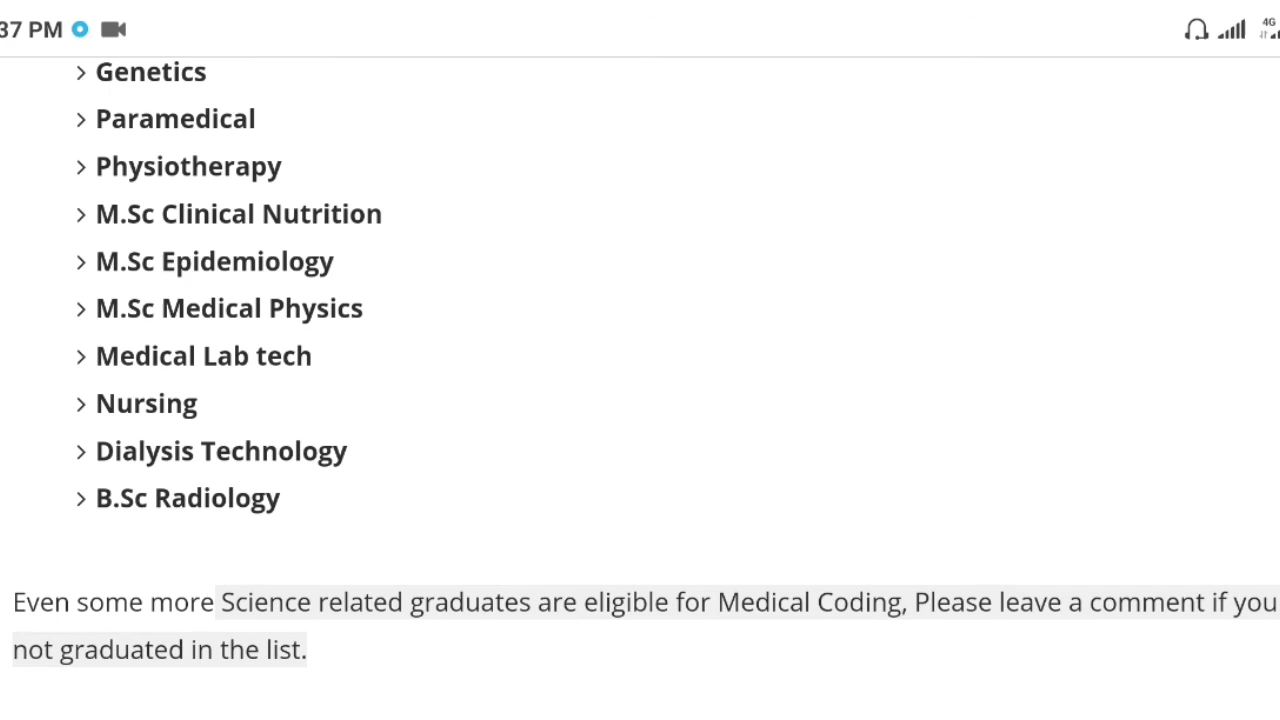 37 PM
4G
> Genetics
> Paramedical
> Physiotherapy
> M.Sc Clinical Nutrition
> M.Sc Epidemiology
> M.Sc Medical Physics
> Medical Lab tech
> Nursing
> Dialysis Technology
> B.Sc Radiology
Even some more Science related graduates are eligible for Medical Coding, Please leave a comment if you
not graduated in the list.